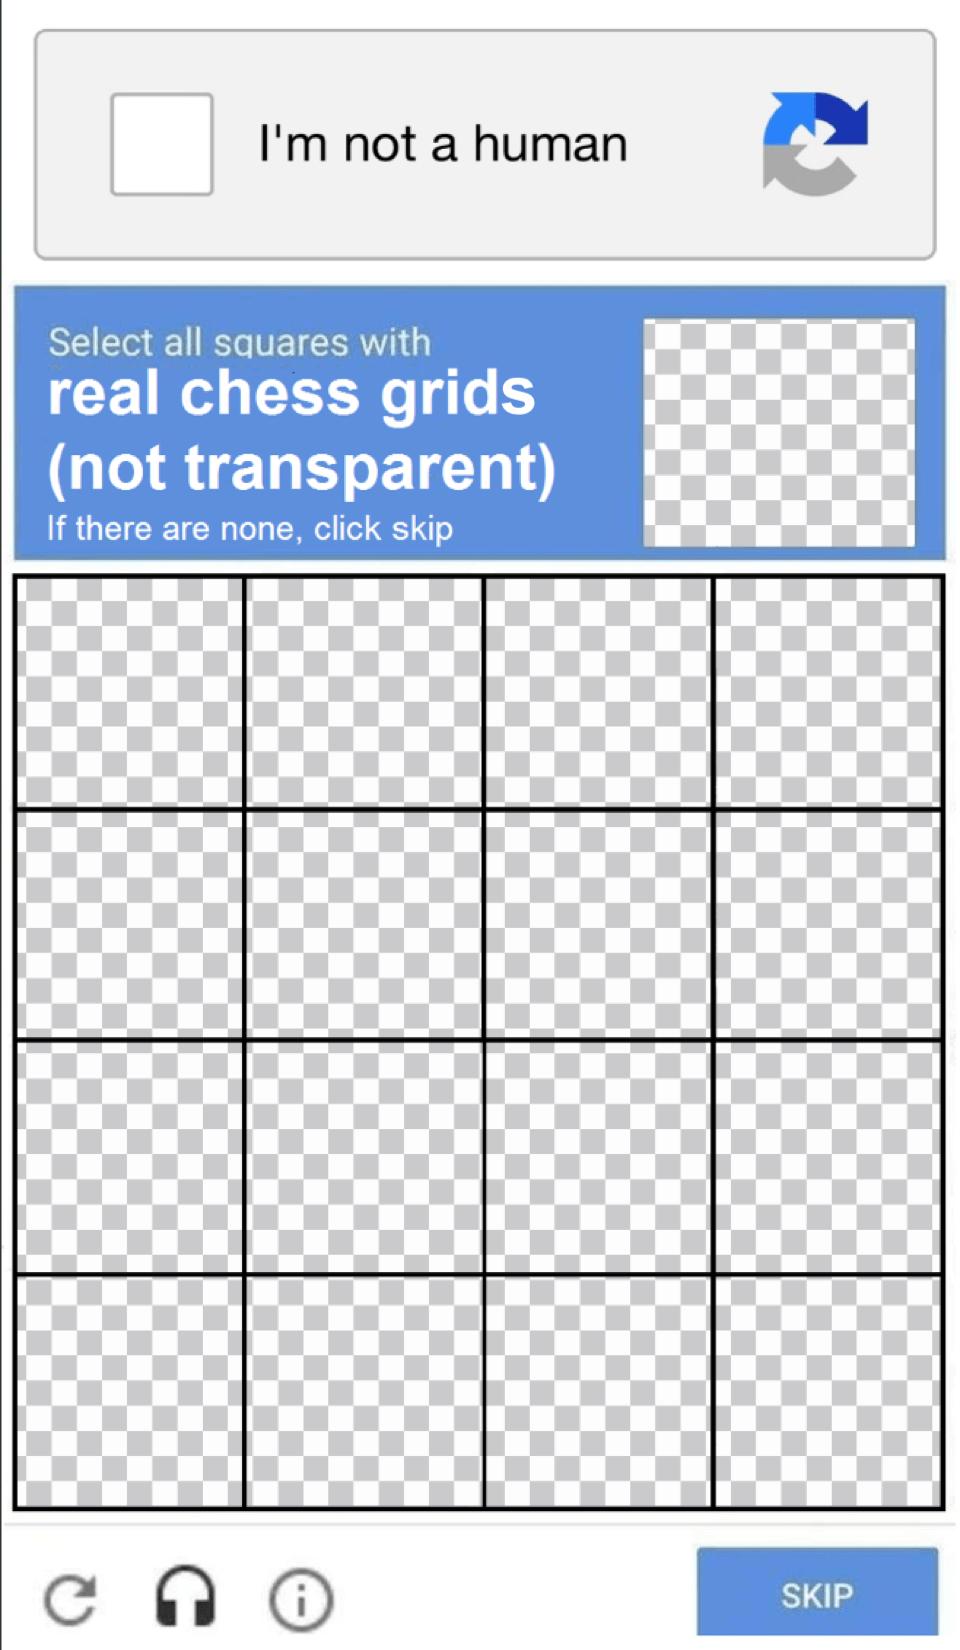 I'm not a human
Select all squares with
real chess grids
(not transparent)
If there are none, click skip
SKIP